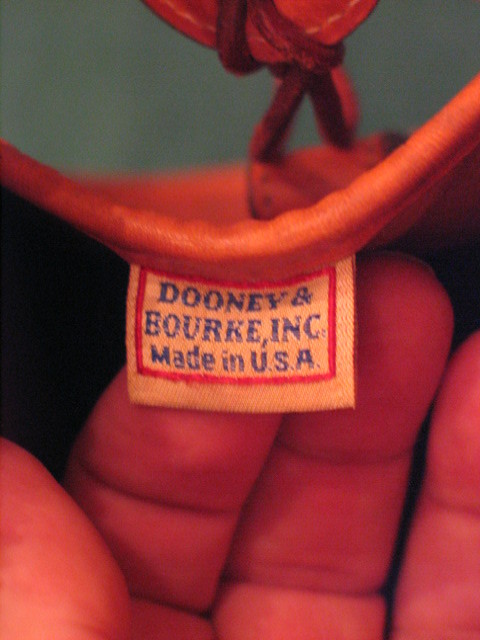 DOONEY &
BOURKE, INC.
Made in U.S.A.